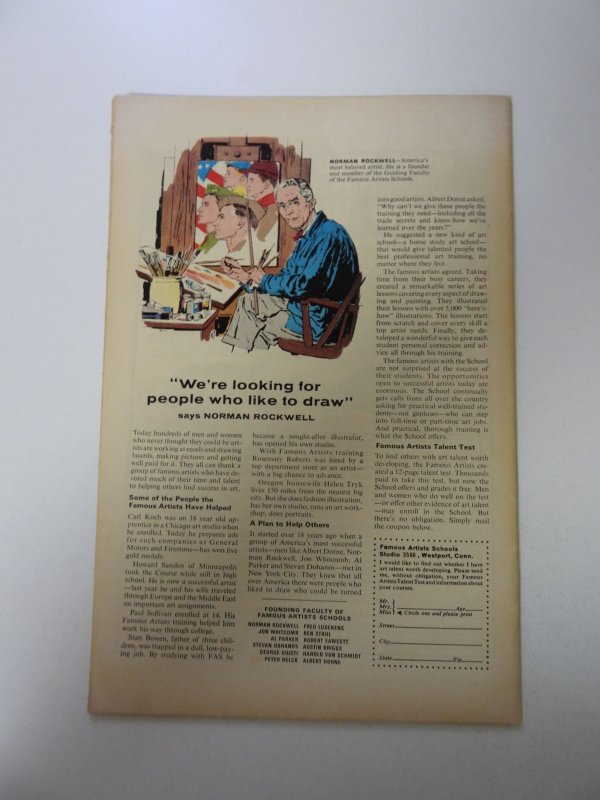 NORMAN ROCKWELL—America's
most beloved artist. He is a founder
and member of the Guiding Faculty
of the Famous Artists Schools.
"We're looking for
people who like to draw"
says NORMAN ROCKWELL
Today hundreds of men and women
who never thought they could be art-
ists are working at easels and drawing
boards, making pictures and getting
well paid for it. They all can thank a
group of famous artists who have de-
voted much of their time and talent
to helping others find success in art.
Some of the People the
Famous Artists Have Helped
Carl Koch was an 18 year old ap-
prentice in a Chicago art studio when
he enrolled. Today he prepares ads
for such companies as General
Motors and Firestone—has won five
gold medals.
Howard Sanden of Minneapolis
took the Course while still in high
school. He is now a successful artist
—last year he and his wife traveled
through Europe and the Middle East
on important art assignments.
Paul Sullivan enrolled at 14. His
Famous Artists training helped him
work his way through college.
Stan Bowen, father of three chil-
dren, was trapped in a dull, low-pay-
ing job. By studying with FAS he
became a sought-after illustrator,
has opened his own studio.
With Famous Artists training
Rosemary Roberts was hired by a
top department store as an artist—
with a big chance to advance.
Oregon housewife Helen Tryk
lives 150 miles from the nearest big
city. But she does fashion illustration,
has her own studio, runs an art work-
shop, does portraits.
A Plan to Help Others
It started over 18 years ago when a
group of America's most successful
artists—men like Albert Dorne, Nor-
man Rockwell, Jon Whitcomb, Al
Parker and Stevan Dohanos—met in
New York City. They knew that all
over America there were people who
liked to draw who could be turned
FOUNDING FACULTY OF
FAMOUS ARTISTS SCHOOLS
NORMAN ROCKWELL FRED LUDEKENS
JON WHITCOMB BEN STAHL
AL PARKER ROBERT FAWCETT
STEVAN DOHANOS AUSTIN BRIGGS
GEORGE GIUSTI HAROLD VON SCHMIDT
PETER HELCK ALBERT DORNE
into good artists. Albert Dorne asked,
"Why can't we give these people the
training they need—including all the
trade secrets and know-how we've
learned over the years?"
He suggested a new kind of art
school—a home study art school—
that would give talented people the
best professional art training, no
matter where they live.
The famous artists agreed. Taking
time from their busy careers, they
created a remarkable series of art
lessons covering every aspect of draw-
ing and painting. They illustrated
their lessons with over 5,000 "here's-
how" illustrations. The lessons start
from scratch and cover every skill a
top artist needs. Finally, they de-
veloped a wonderful way to give each
student personal correction and ad-
vice all through his training.
The famous artists with the School
are not surprised at the success of
their students. The opportunities
open to successful artists today are
enormous. The School continually
gets calls from all over the country
asking for practical well-trained stu-
dents—not geniuses—who can step
into full-time or part-time art jobs.
And practical, thorough training is
what the School offers.
Famous Artists Talent Test
To find others with art talent worth
developing, the Famous Artists cre-
ated a 12-page talent test. Thousands
paid to take this test, but now the
School offers and grades it free. Men
and women who do well on the test
—or offer other evidence of art talent
—may enroll in the School. But
there's no obligation. Simply mail
the coupon below.
Famous Artists Schools
Studio 5566, Westport, Conn.
I would like to find out whether I have
art talent worth developing. Please send
me, without obligation, your Famous
Artists Talent Test and information about
your courses.
Mr.
Mrs. Age
Miss Circle one and please print
Street
City
State Zip